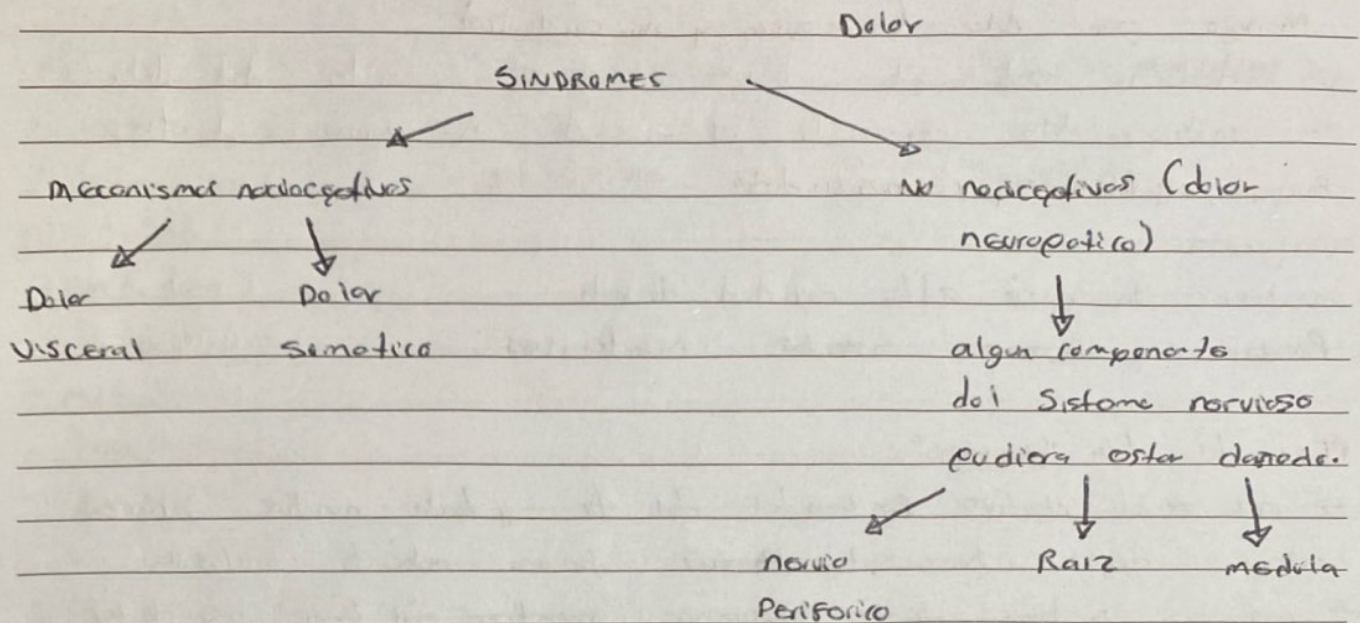 Dolor
SINDROMES
Mecanismos nociceptivos
No nociceptivos (dolor
neuropatico)
Dolor
visceral
Dolor
somatico
algun componente
del sistema nervioso
pudiera estar dañado.
nervio
Periferico
Raiz
medula